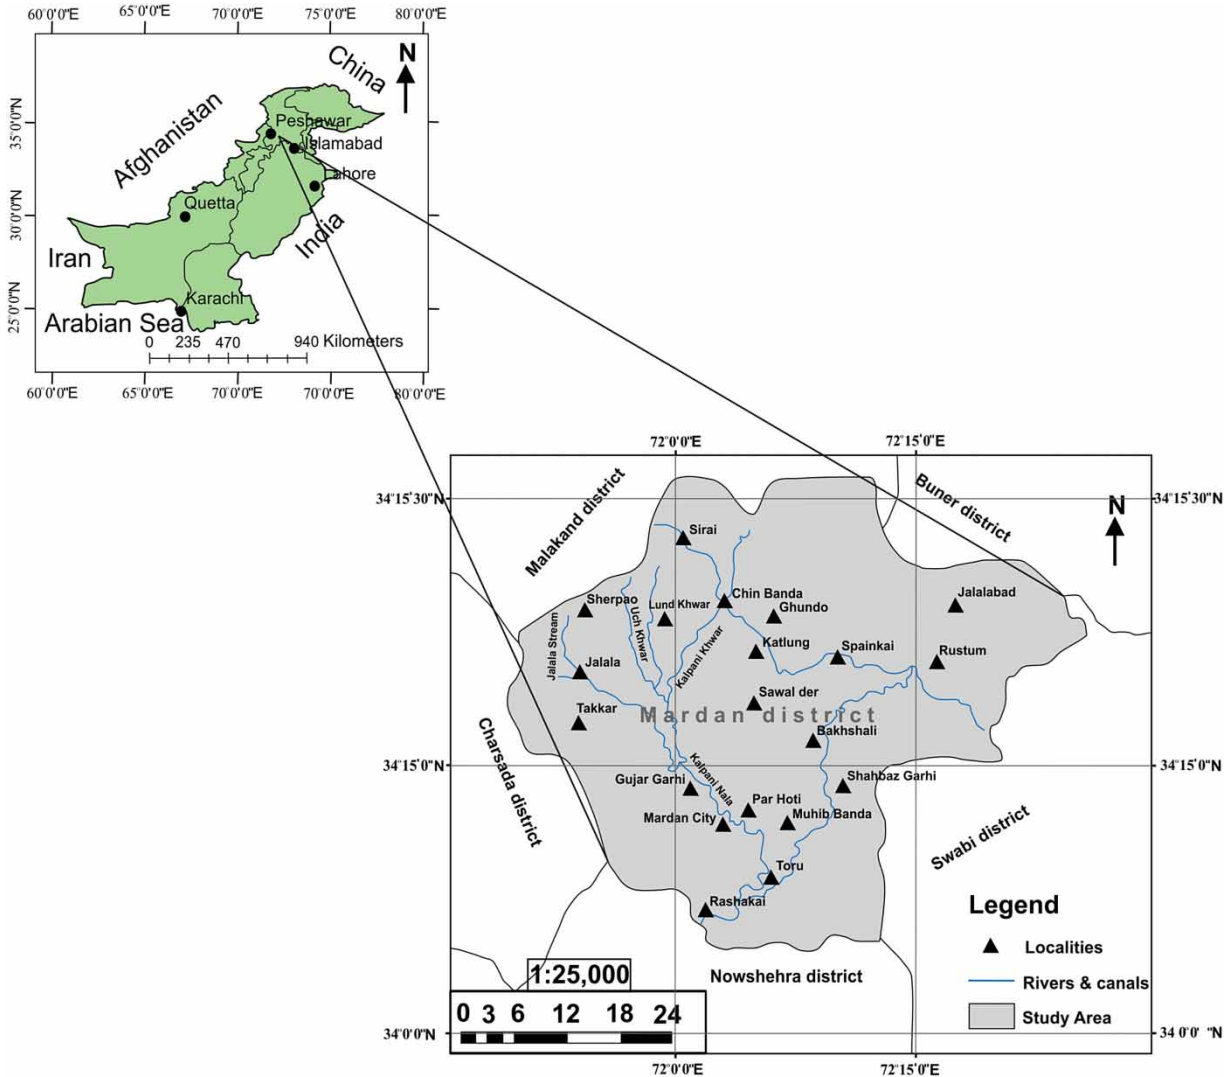 60°0'0"E 65°0'0"E 70°0'0"E 75°0'0"E 80°0'0"E
China
N
Afghanistan
35°0'0"N
Peshawar
Islamabad
Lahore
Quetta
30°0'0"N
India
Iran
Karachi
25°0'0"N
Arabian Sea
0 235 470 940 Kilometers
60°0'0"E 65°0'0"E 70°0'0"E 70°0'0"E 80°0'0"E
72°0'0"E 72°15'0"E
34°15'30"N 34°15'30"N
Malakand district
Buner district
N
Sirai
Chin Banda
Jalalabad
Sherpao
Lund Khwar
Ghundo
Uch Khwar
Jalala Stream
Kalpani Khwar
Katlung
Spainkai
Rustum
Jalala
Sawal der
Takkar
Mardan district
Bakhshali
Charsada district
34°15'0"N 34°15'0"N
Kalpani Nala
Gujar Garhi
Shahbaz Garhi
Par Hoti
Mardan City
Muhib Banda
Swabi district
Toru
Rashakai
Legend
Localities
Rivers & canals
Study Area
Nowshehra district
1:25,000
0 3 6 12 18 24
34°0'0"N 34°0'0"N
72°0'0"E 72°15'0"E